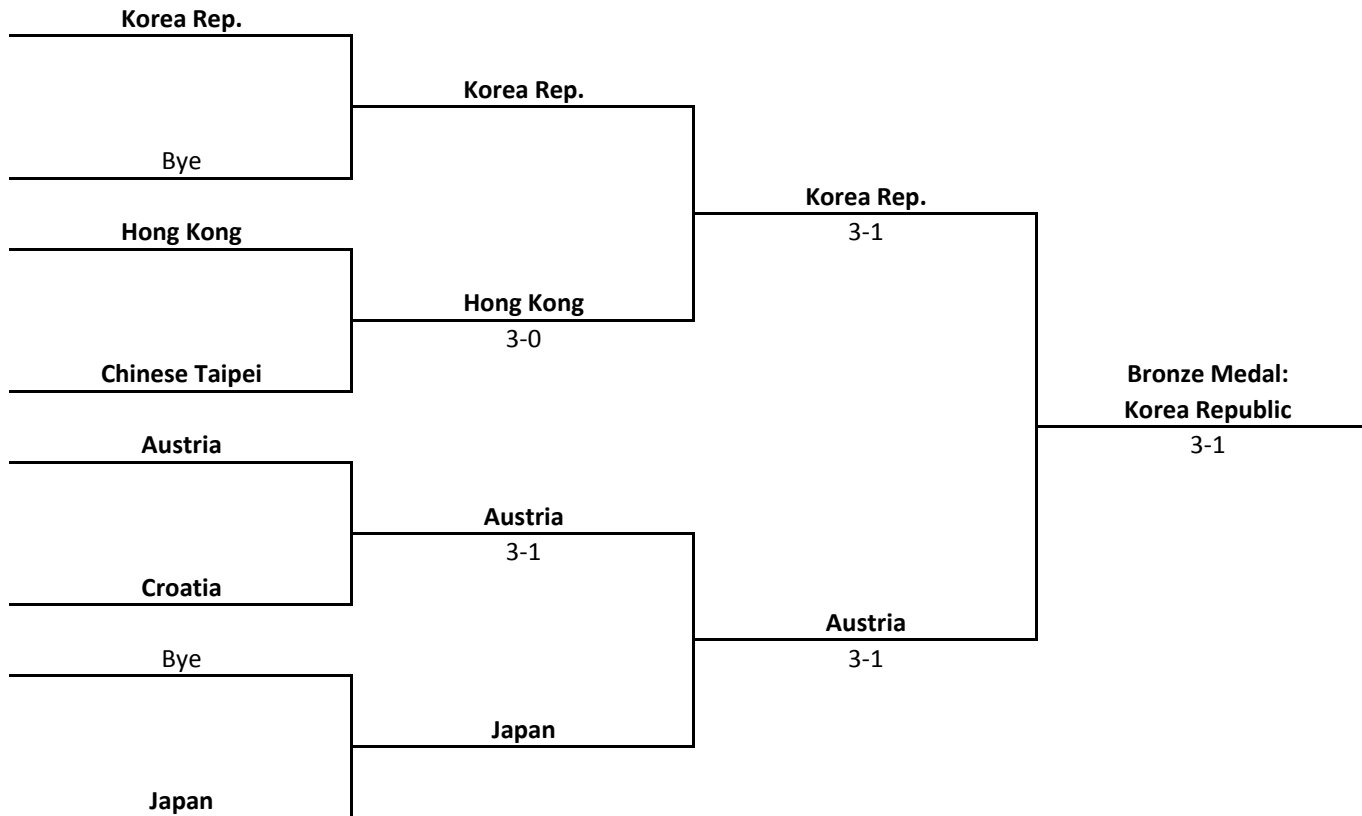 Korea Rep.
Korea Rep.
Bye
Korea Rep.
3-1
Hong Kong
Hong Kong
3-0
Chinese Taipei
Bronze Medal:
Korea Republic
3-1
Austria
Austria
3-1
Croatia
Austria
3-1
Bye
Japan
Japan